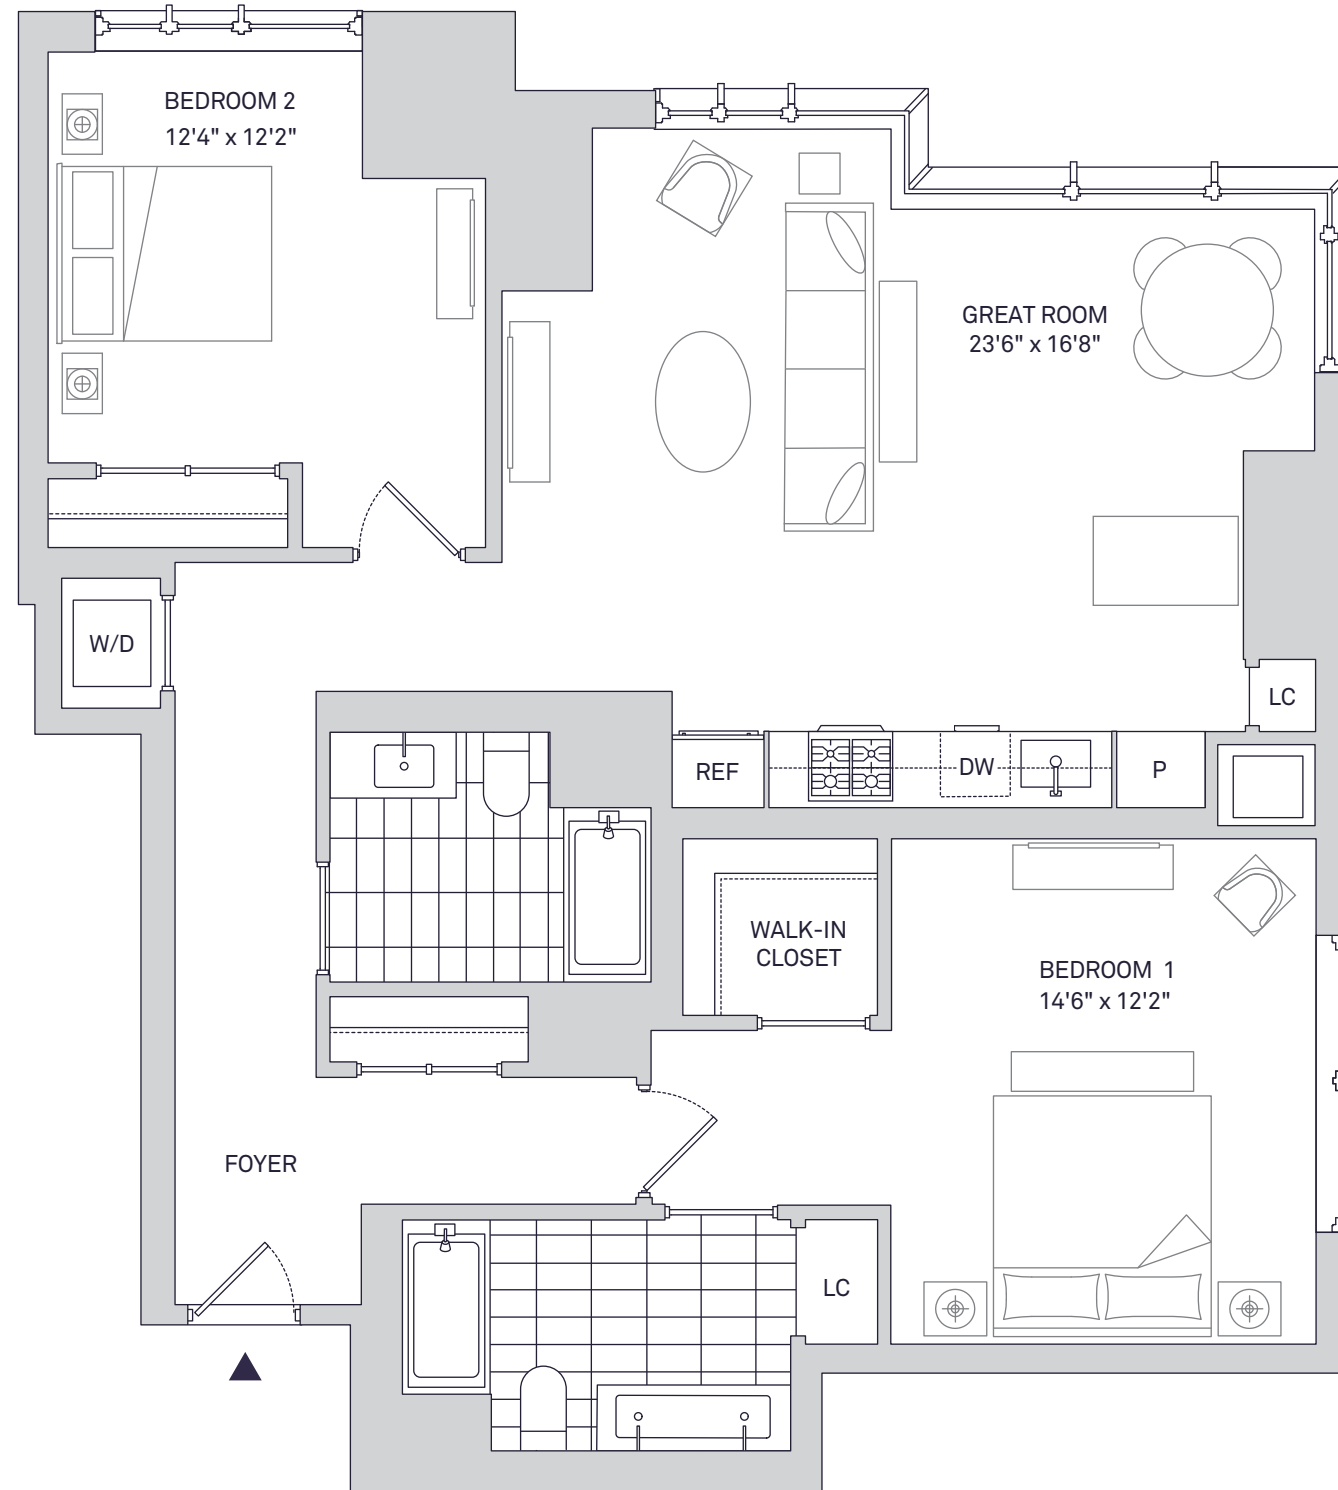 BEDROOM 2
12'4" x 12'2"
GREAT ROOM
23'6" x 16'8"
W/D
LC
REF
DW
P
WALK-IN
CLOSET
BEDROOM 1
14'6" x 12'2"
FOYER
LC